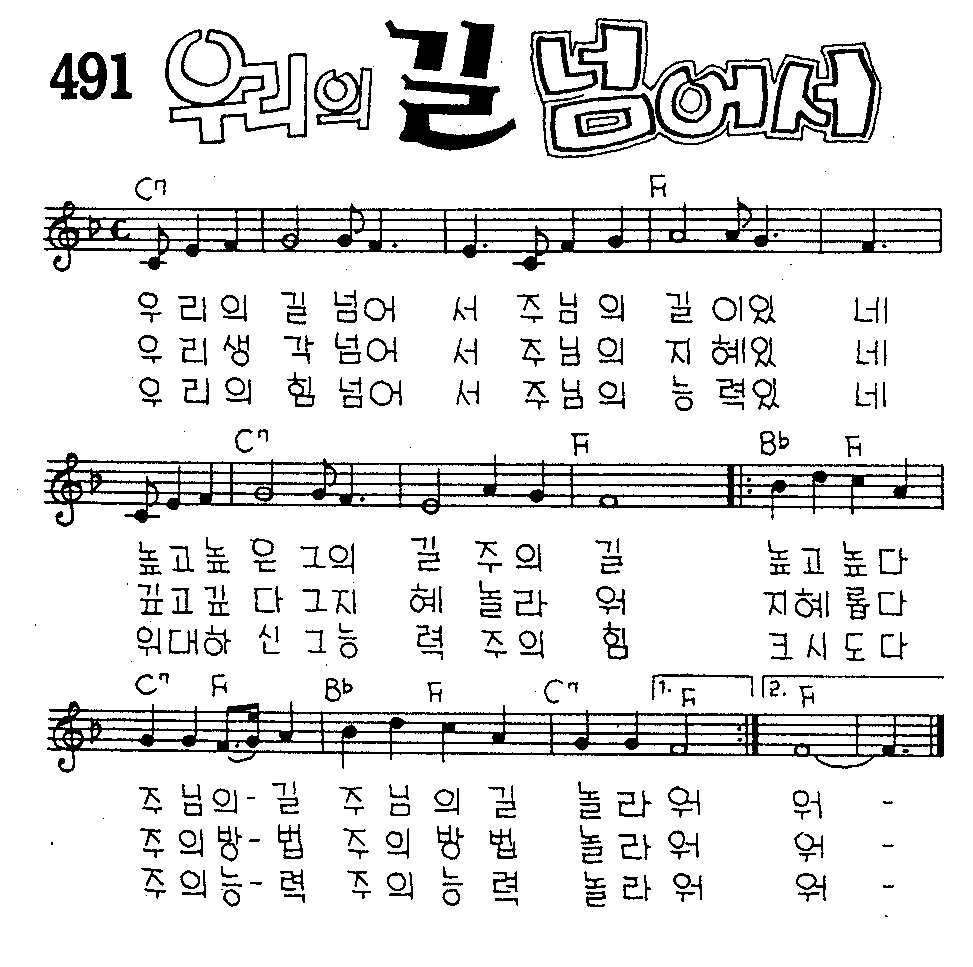 491 우리의 길 넘어서
C7 F
우리의 길 넘어 서 주님의 길 이있 네
우리생 각 넘어 서 주님의 지 혜있 네
우리의 힘 넘어 서 주님의 능 력있 네
C7 F Bb F
높고높 은 그의 길 주의 길 높고높다
깊고깊 다 그지 혜 놀라 워 지혜롭다
위대하 신 그능 력 주의 힘 크시도다
C7 F Bb F C7 1. F 2. F
주님의- 길 주님의길 놀라워 워 -
주의방- 법 주의방법 놀라워 워 -
주의능- 력 주의능력 놀라워 워 -